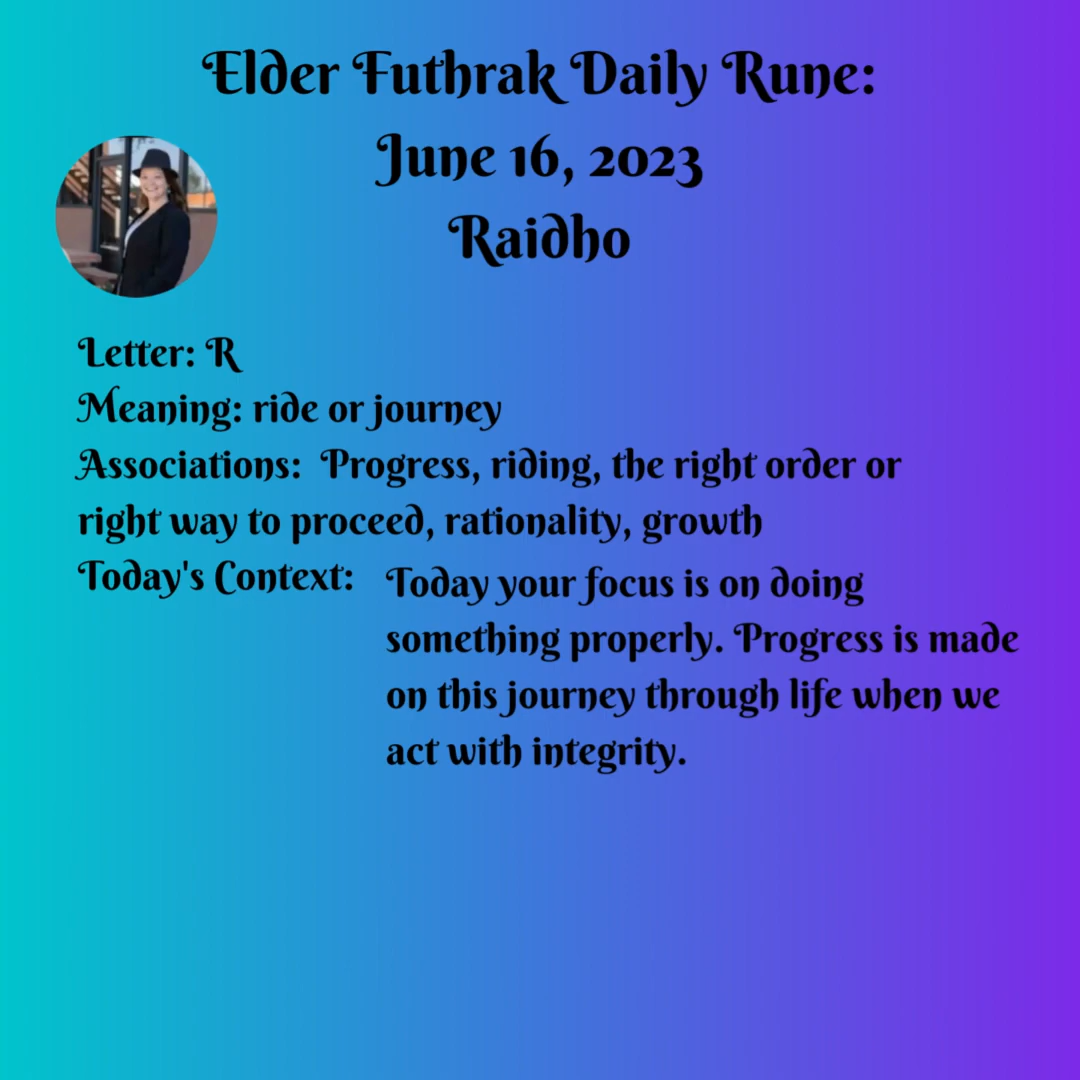 Elder Futhrak Daily Rune:
June 16, 2023
Raidho
Letter: R
Meaning: ride or journey
Associations:  Progress, riding, the right order or
right way to proceed, rationality, growth
Today's Context:
Today your focus is on doing
something properly. Progress is made
on this journey through life when we
act with integrity.